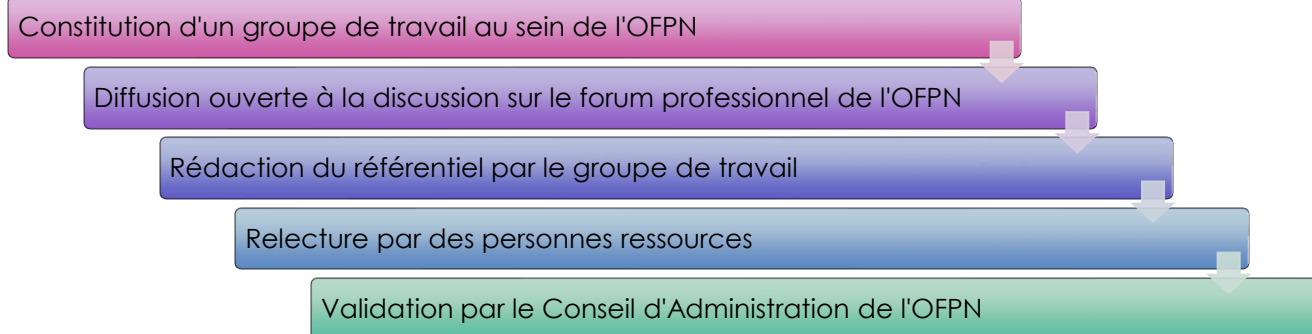 Constitution d'un groupe de travail au sein de l'OFPN
Diffusion ouverte à la discussion sur le forum professionnel de l'OFPN
Rédaction du référentiel par le groupe de travail
Relecture par des personnes ressources
Validation par le Conseil d'Administration de l'OFPN